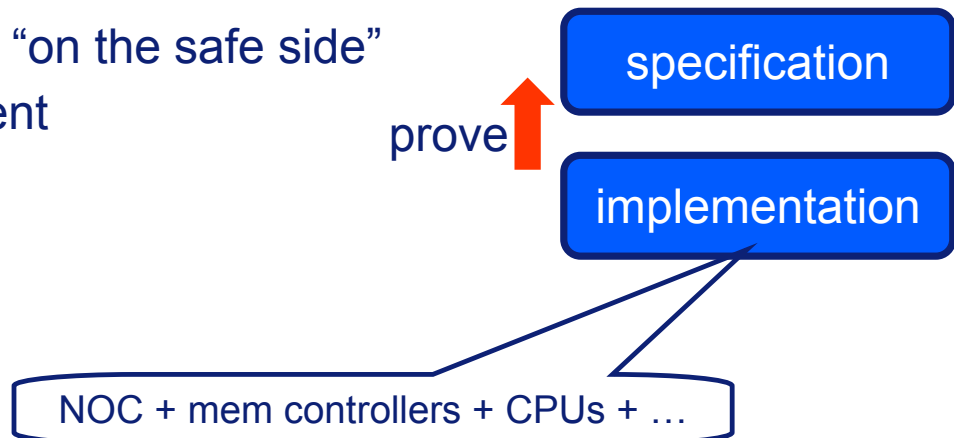 “on the safe side”
ent
prove
specification
implementation
NOC + mem controllers + CPUs + …